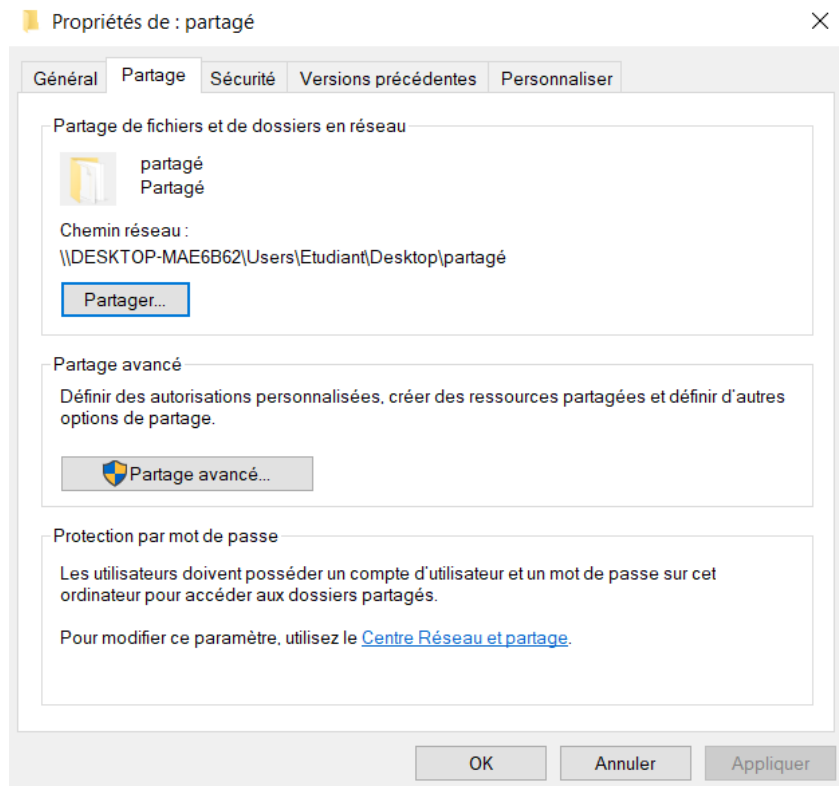 Propriétés de : partagé
Général
Partage
Sécurité
Versions précédentes
Personnaliser
Partage de fichiers et de dossiers en réseau
partagé
Partagé
Chemin réseau :
\\DESKTOP-MAE6B62\Users\Etudiant\Desktop\partagé
Partager...
Partage avancé
Définir des autorisations personnalisées, créer des ressources partagées et définir d'autres
options de partage.
Partage avancé...
Protection par mot de passe
Les utilisateurs doivent posséder un compte d'utilisateur et un mot de passe sur cet
ordinateur pour accéder aux dossiers partagés.
Pour modifier ce paramètre, utilisez le Centre Réseau et partage.
OK
Annuler
Appliquer